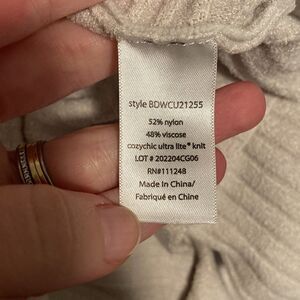 style BDWCU21255
52% nylon
48% viscose
cozychic ultra lite® knit
LOT # 202204CG06
RN#111248
Made In China/
Fabriqué en Chine